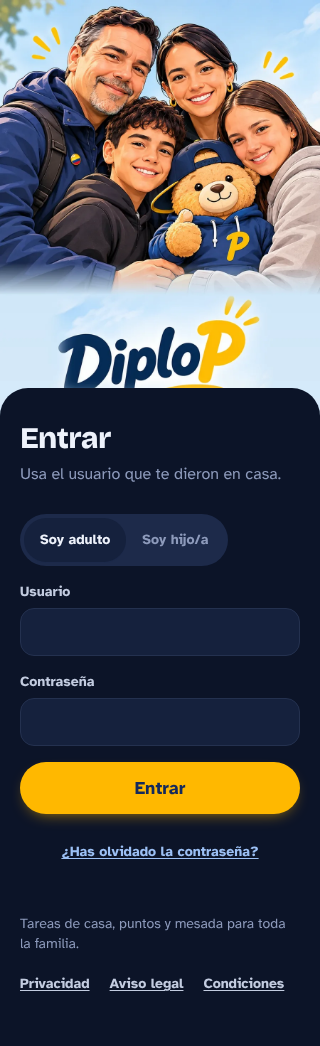 P
DiploP
Entrar
Usa el usuario que te dieron en casa.
Soy adulto
Soy hijo/a
Usuario
Contraseña
Entrar
¿Has olvidado la contraseña?
Tareas de casa, puntos y mesada para toda
la familia.
Privacidad Aviso legal Condiciones